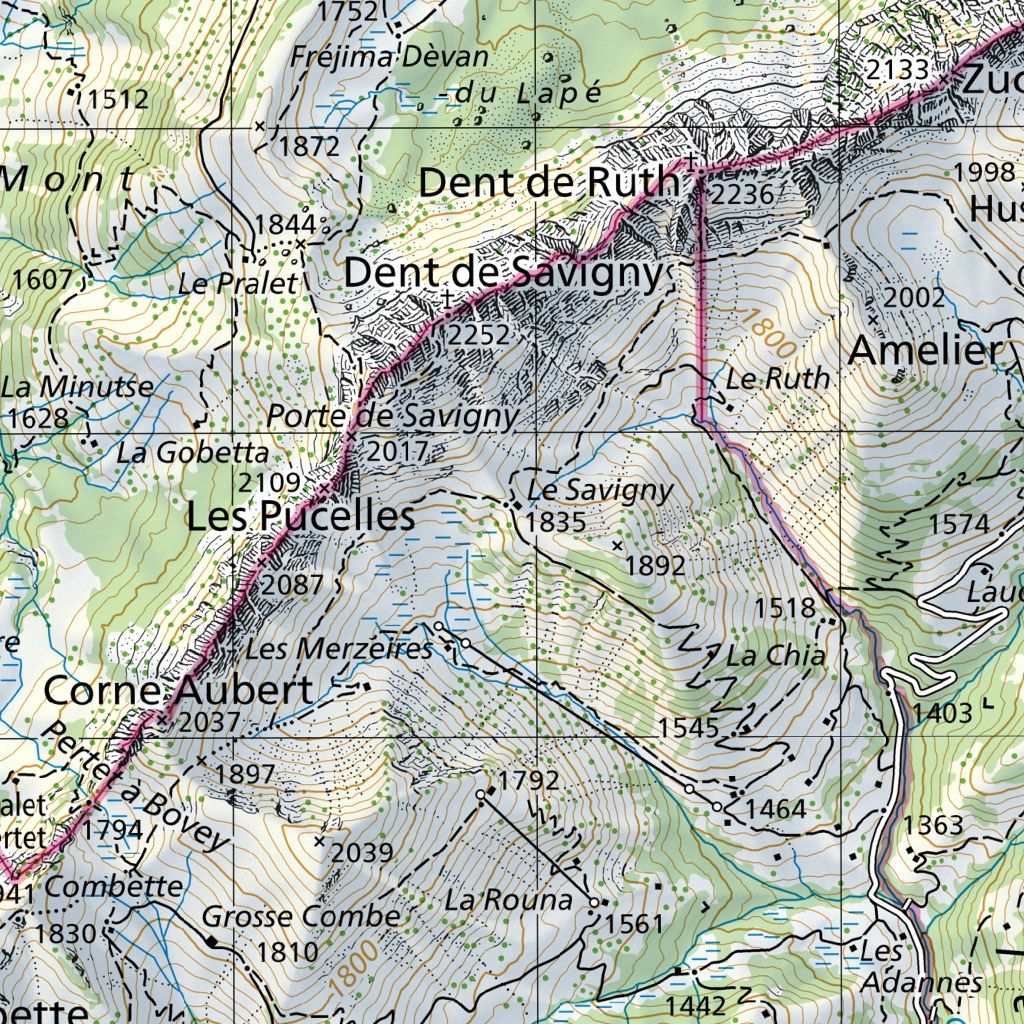 1752
Fréjima Dèvan
du Lapé
1512
2133
1872
Mont
Dent de Ruth
2236
1998
1844
1607
Le Pralet
Dent de Savigny
2252
2002
1800
Amelier
La Minutse
1628
Le Ruth
Porte de Savigny
2017
La Gobetta
2109
Le Savigny
1835
Les Pucelles
1574
1892
2087
1518
Les Merzeires
La Chia
Corne Aubert
2037
1403
1545
Pertet à Bovey
1897
1792
1464
1794
1363
2039
Combette
La Rouna
Grosse Combe
1561
1830
1810
1800
Les
Adannes
1442